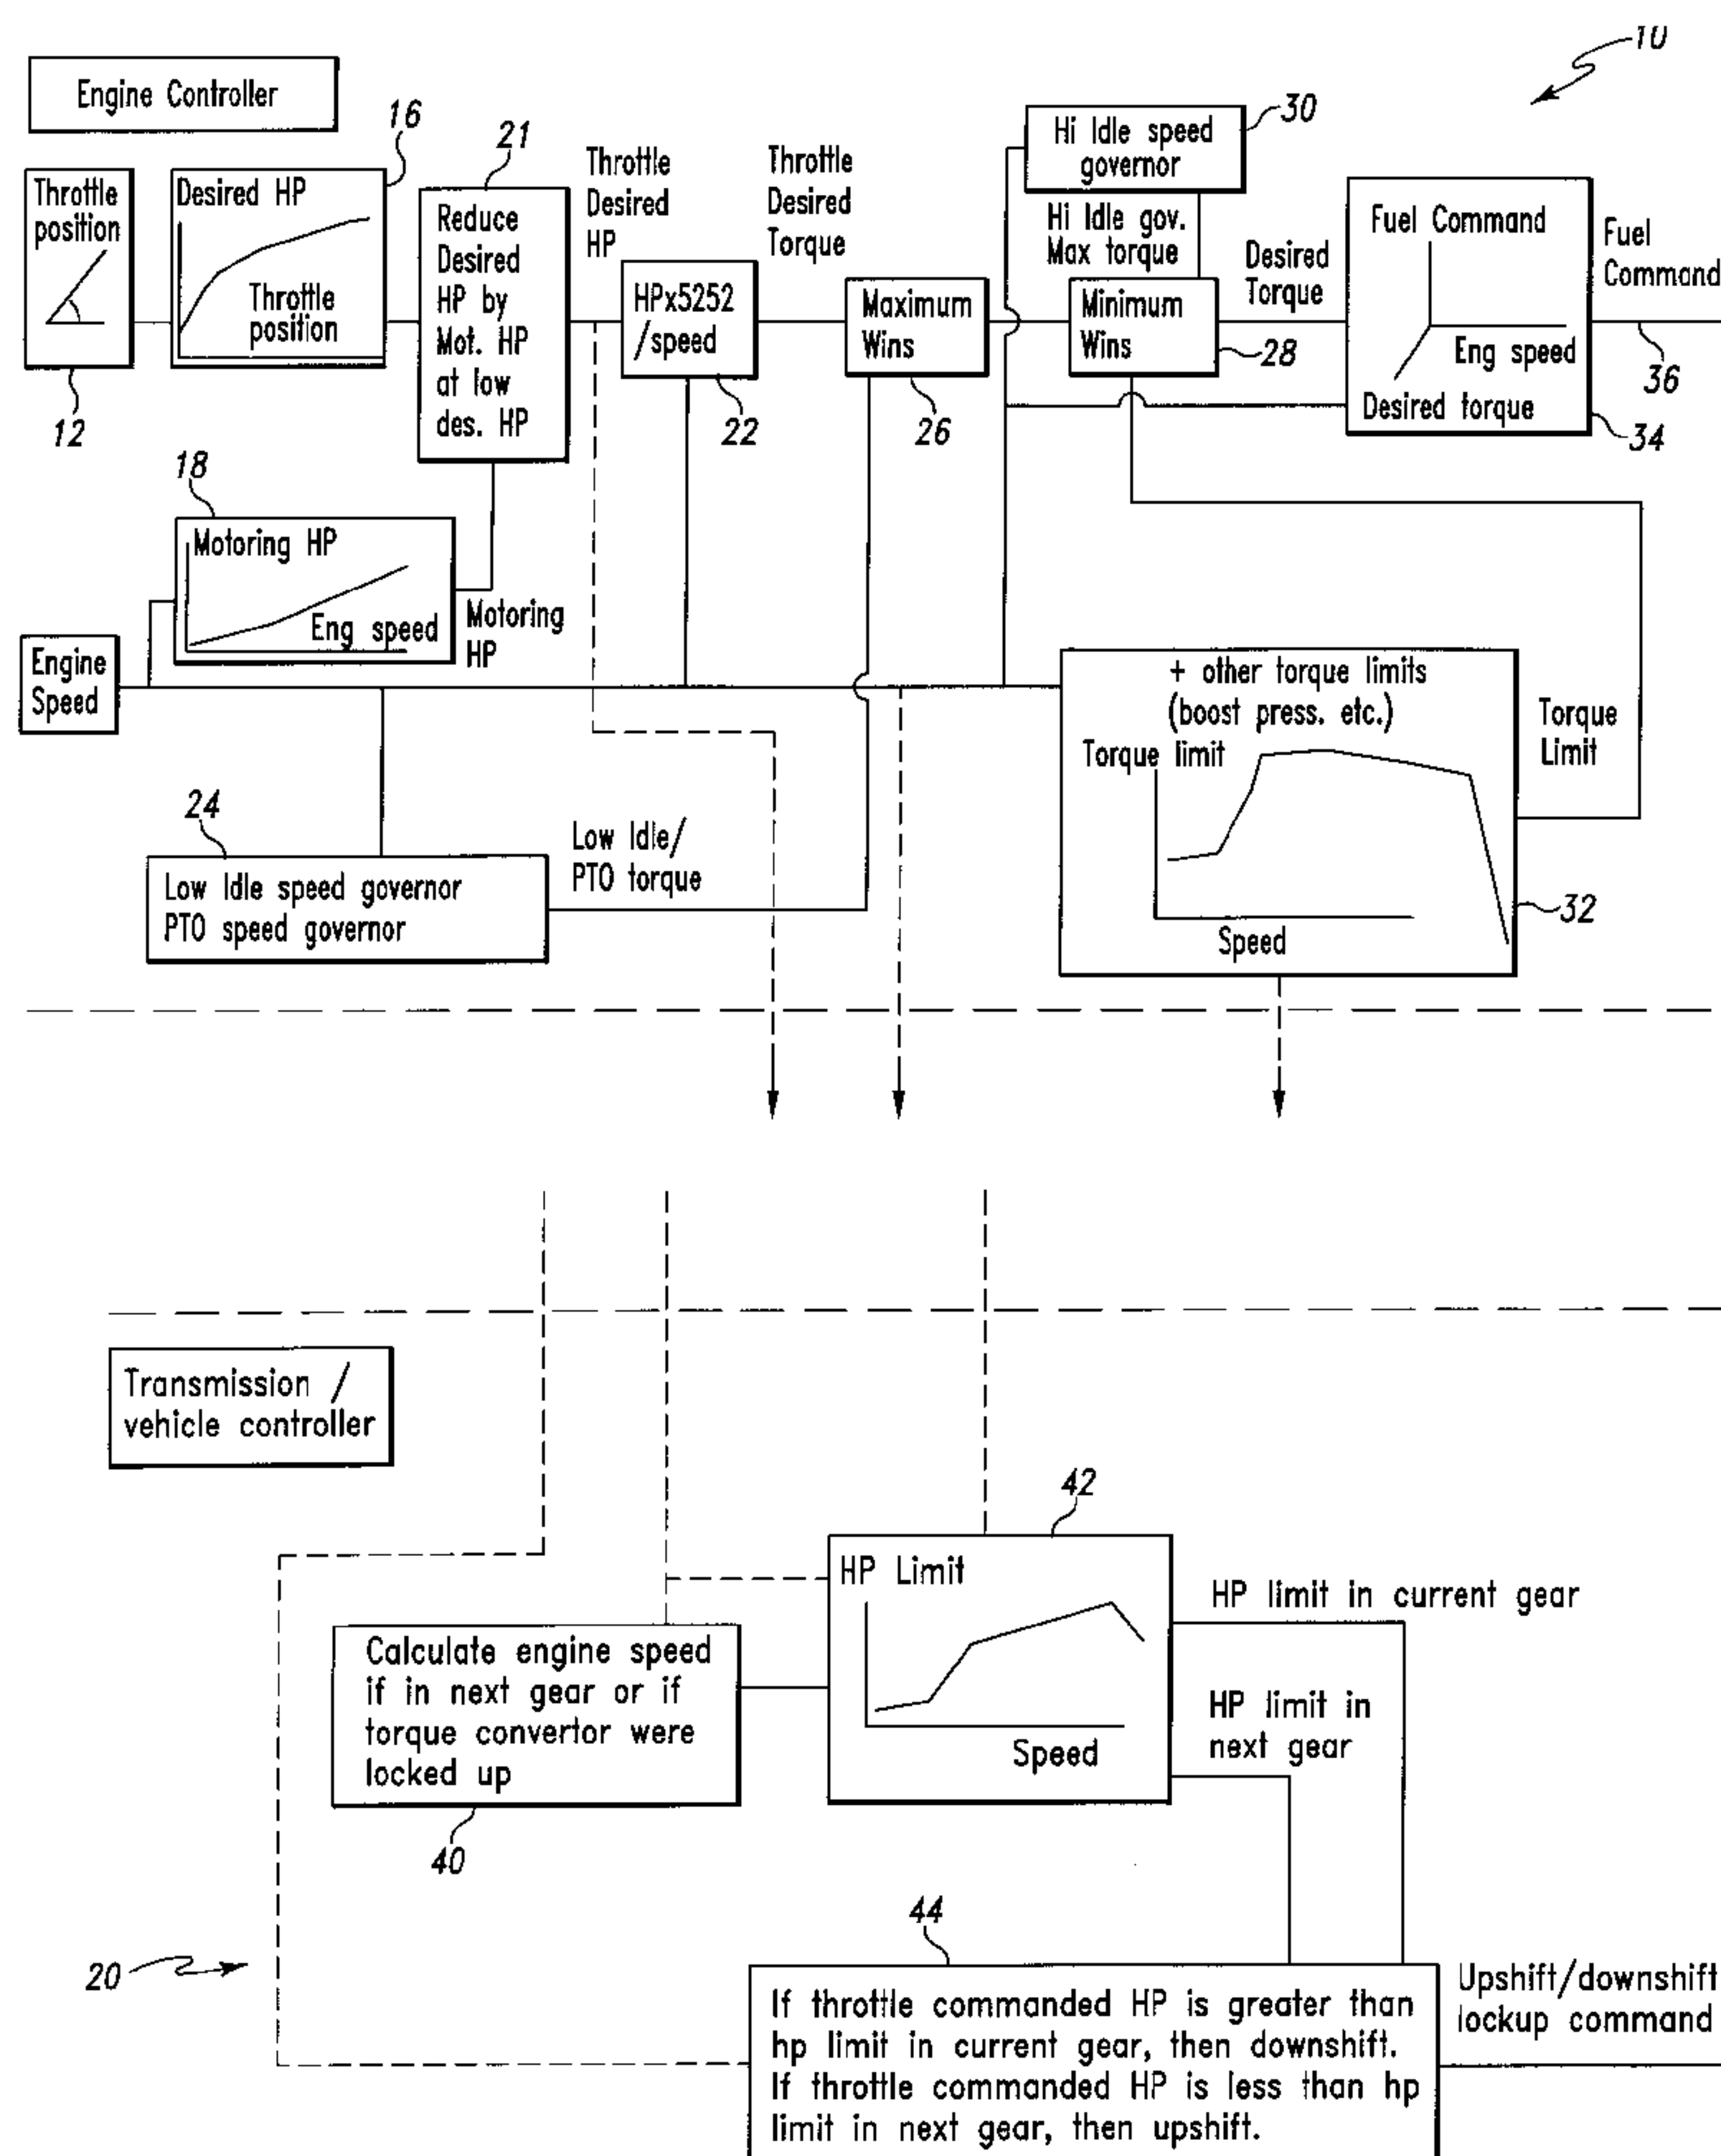 10
Engine Controller
16
21
30
Throttle
position
Desired HP
Throttle
position
Reduce
Desired
HP by
Mot. HP
at low
des. HP
Throttle
Desired
HP
Throttle
Desired
Torque
Hi Idle speed
governor
Hi Idle gov.
Max torque
HPx5252
/speed
Maximum
Wins
Minimum
Wins
Desired
Torque
Fuel Command
Eng speed
Desired torque
Fuel
Command
12
22
26
28
34
36
18
Motoring HP
Eng speed
Motoring
HP
Engine
Speed
+ other torque limits
(boost press. etc.)
Torque limit
Speed
Torque
Limit
32
24
Low Idle speed governor
PTO speed governor
Low Idle/
PTO torque
Transmission /
vehicle controller
42
HP Limit
Speed
HP limit in current gear
HP limit in
next gear
Calculate engine speed
if in next gear or if
torque convertor were
locked up
40
44
20
If throttle commanded HP is greater than
hp limit in current gear, then downshift.
If throttle commanded HP is less than hp
limit in next gear, then upshift.
Upshift/downshift
lockup command